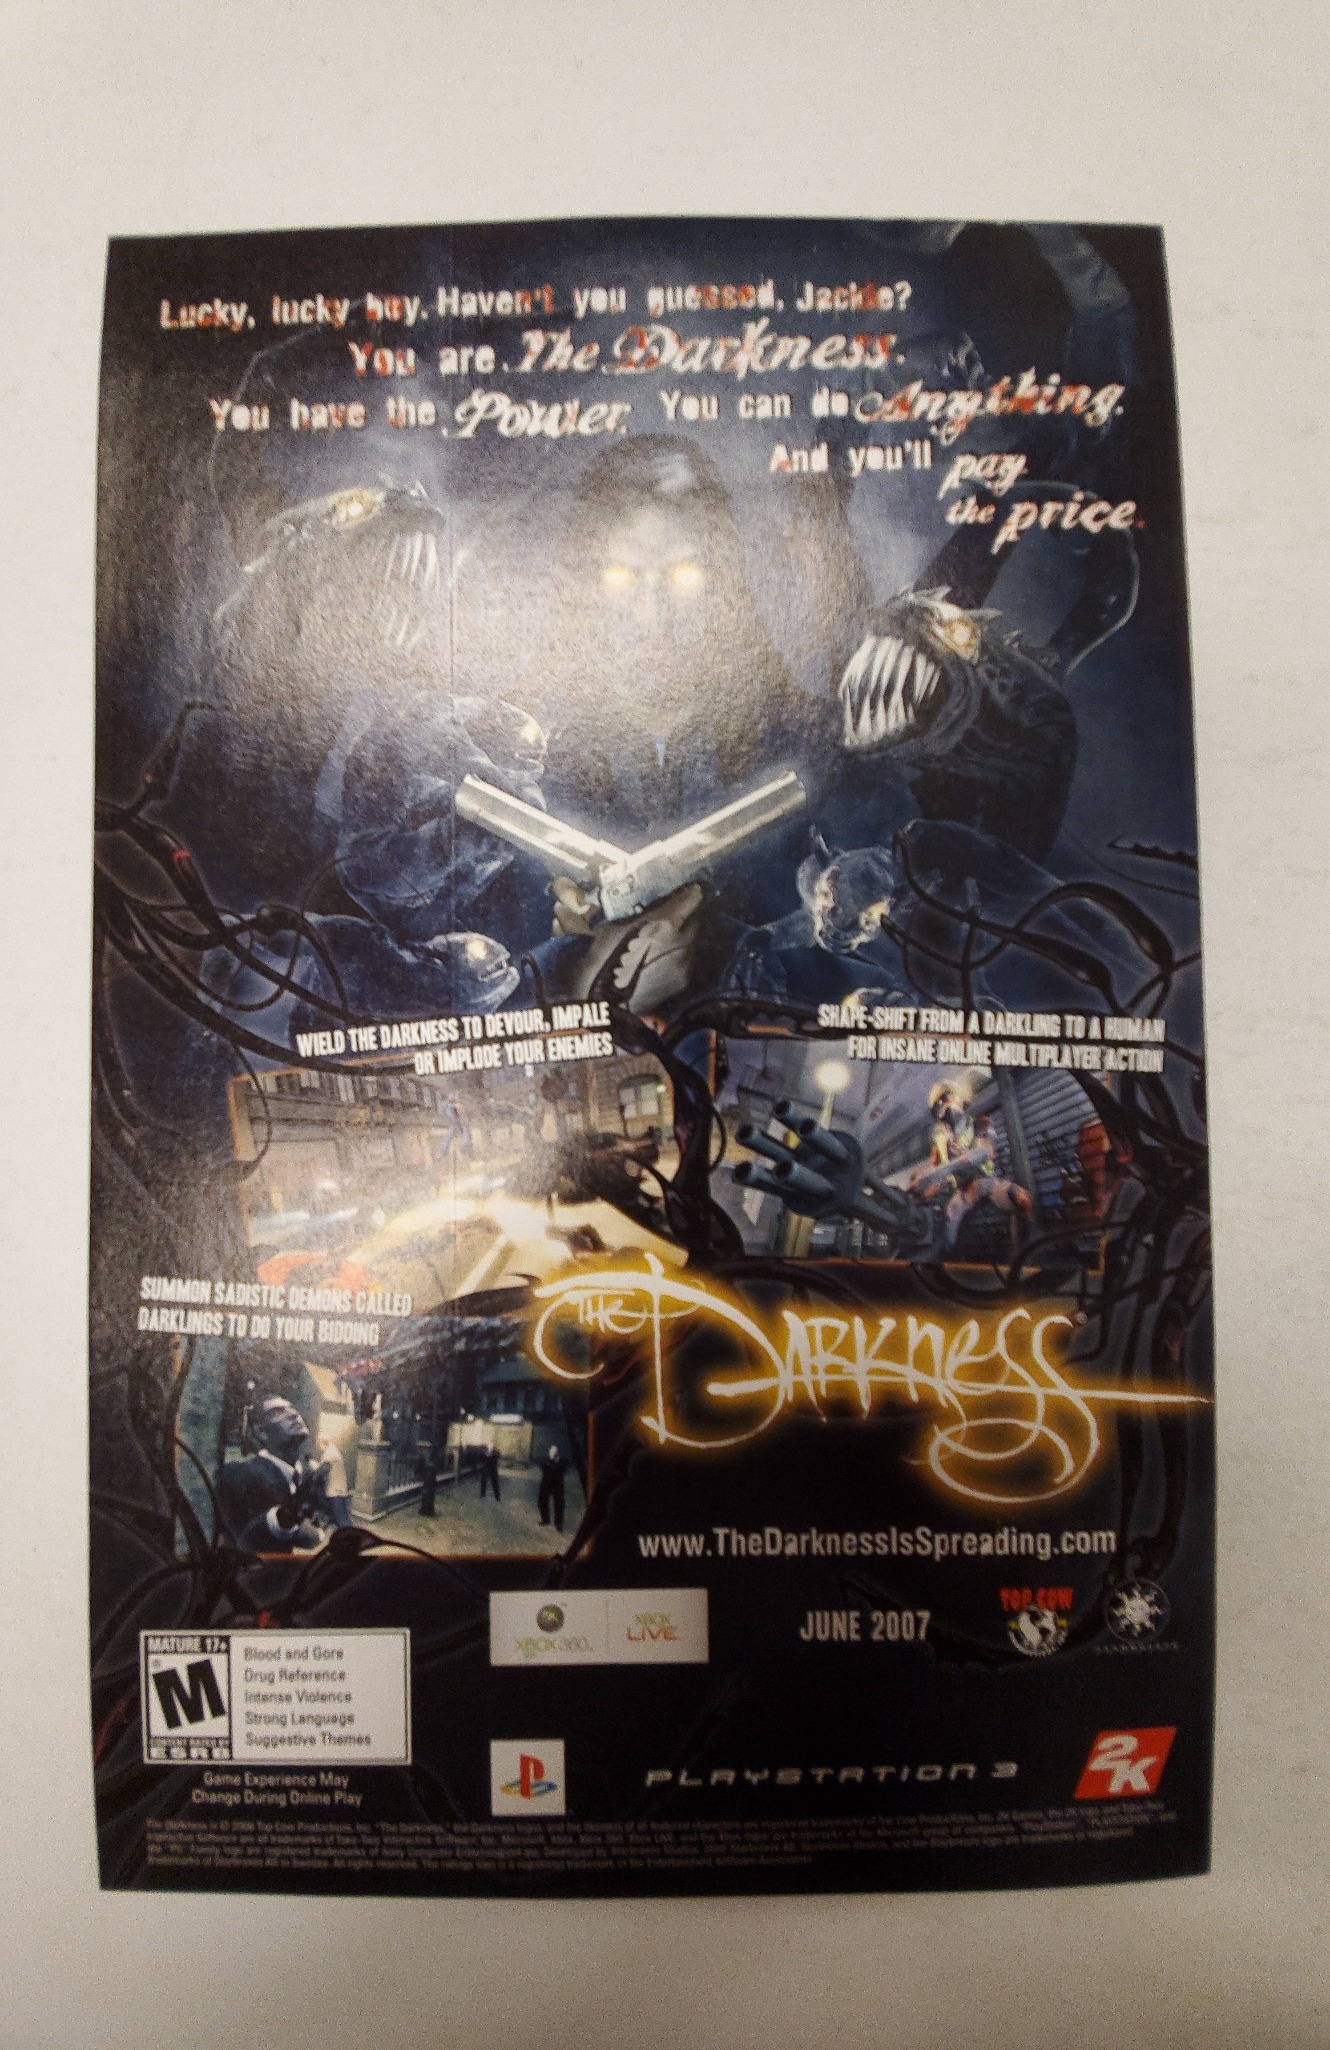 Lucky, lucky boy. Haven't you guessed, Jackie?
You are The Darkness.
You have the Power. You can do Anything.
And you'll pay
the price.
WIELD THE DARKNESS TO DEVOUR, IMPALE
OR IMPLODE YOUR ENEMIES
SHAPE-SHIFT FROM A DARKLING TO A HUMAN
FOR INSANE ONLINE MULTIPLAYER ACTION
SUMMON SADISTIC DEMONS CALLED
DARKLINGS TO DO YOUR BIDDING
THE DARKNESS
www.TheDarknessIsSpreading.com
XBOX 360
XBOX
LIVE
JUNE 2007
TOP COW
STARBREEZE
MATURE 17+
M
CONTENT RATED BY
ESRB
Blood and Gore
Drug Reference
Intense Violence
Strong Language
Suggestive Themes
Game Experience May
Change During Online Play
PLAYSTATION 3
2K